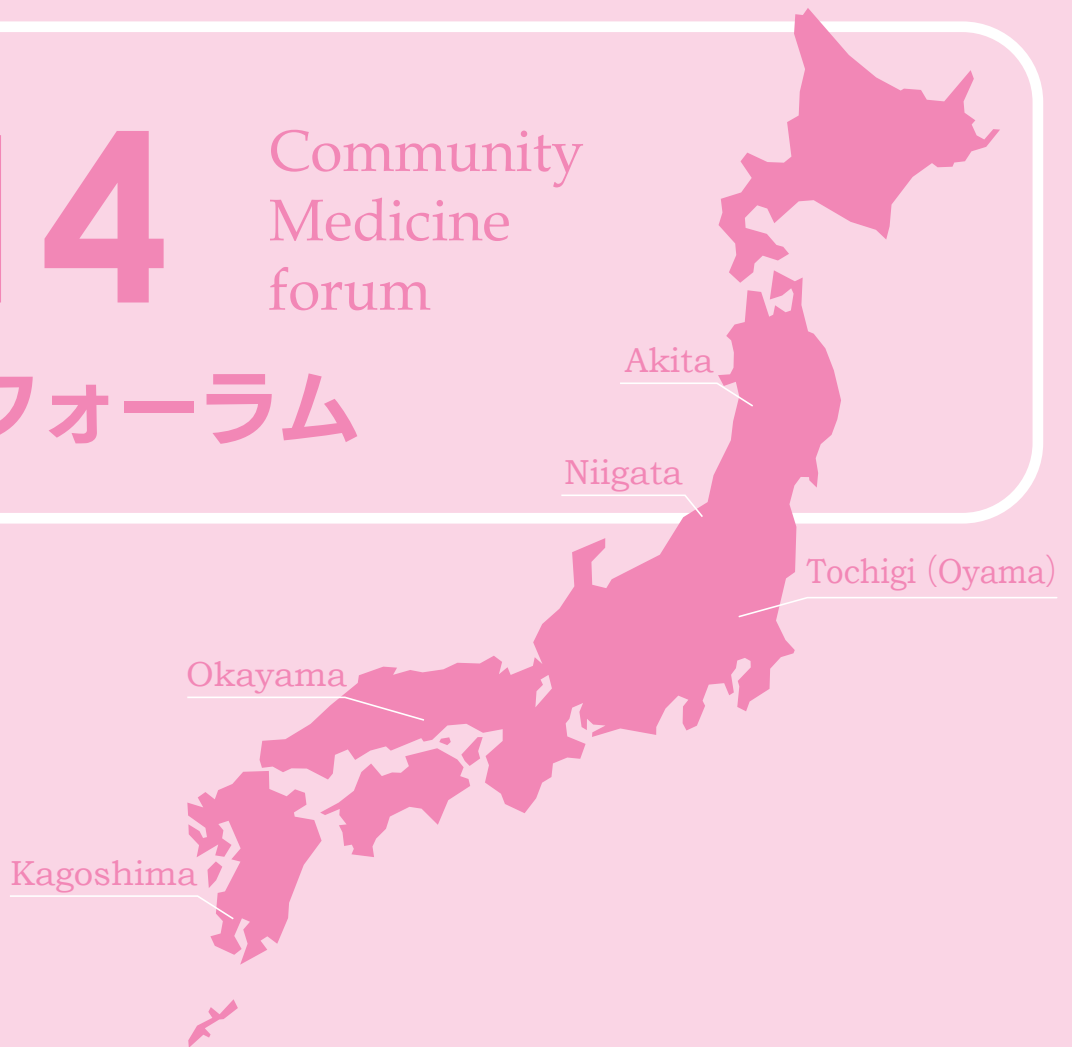 14
Community
Medicine
forum
フォーラム
Akita
Niigata
Tochigi (Oyama)
Okayama
Kagoshima